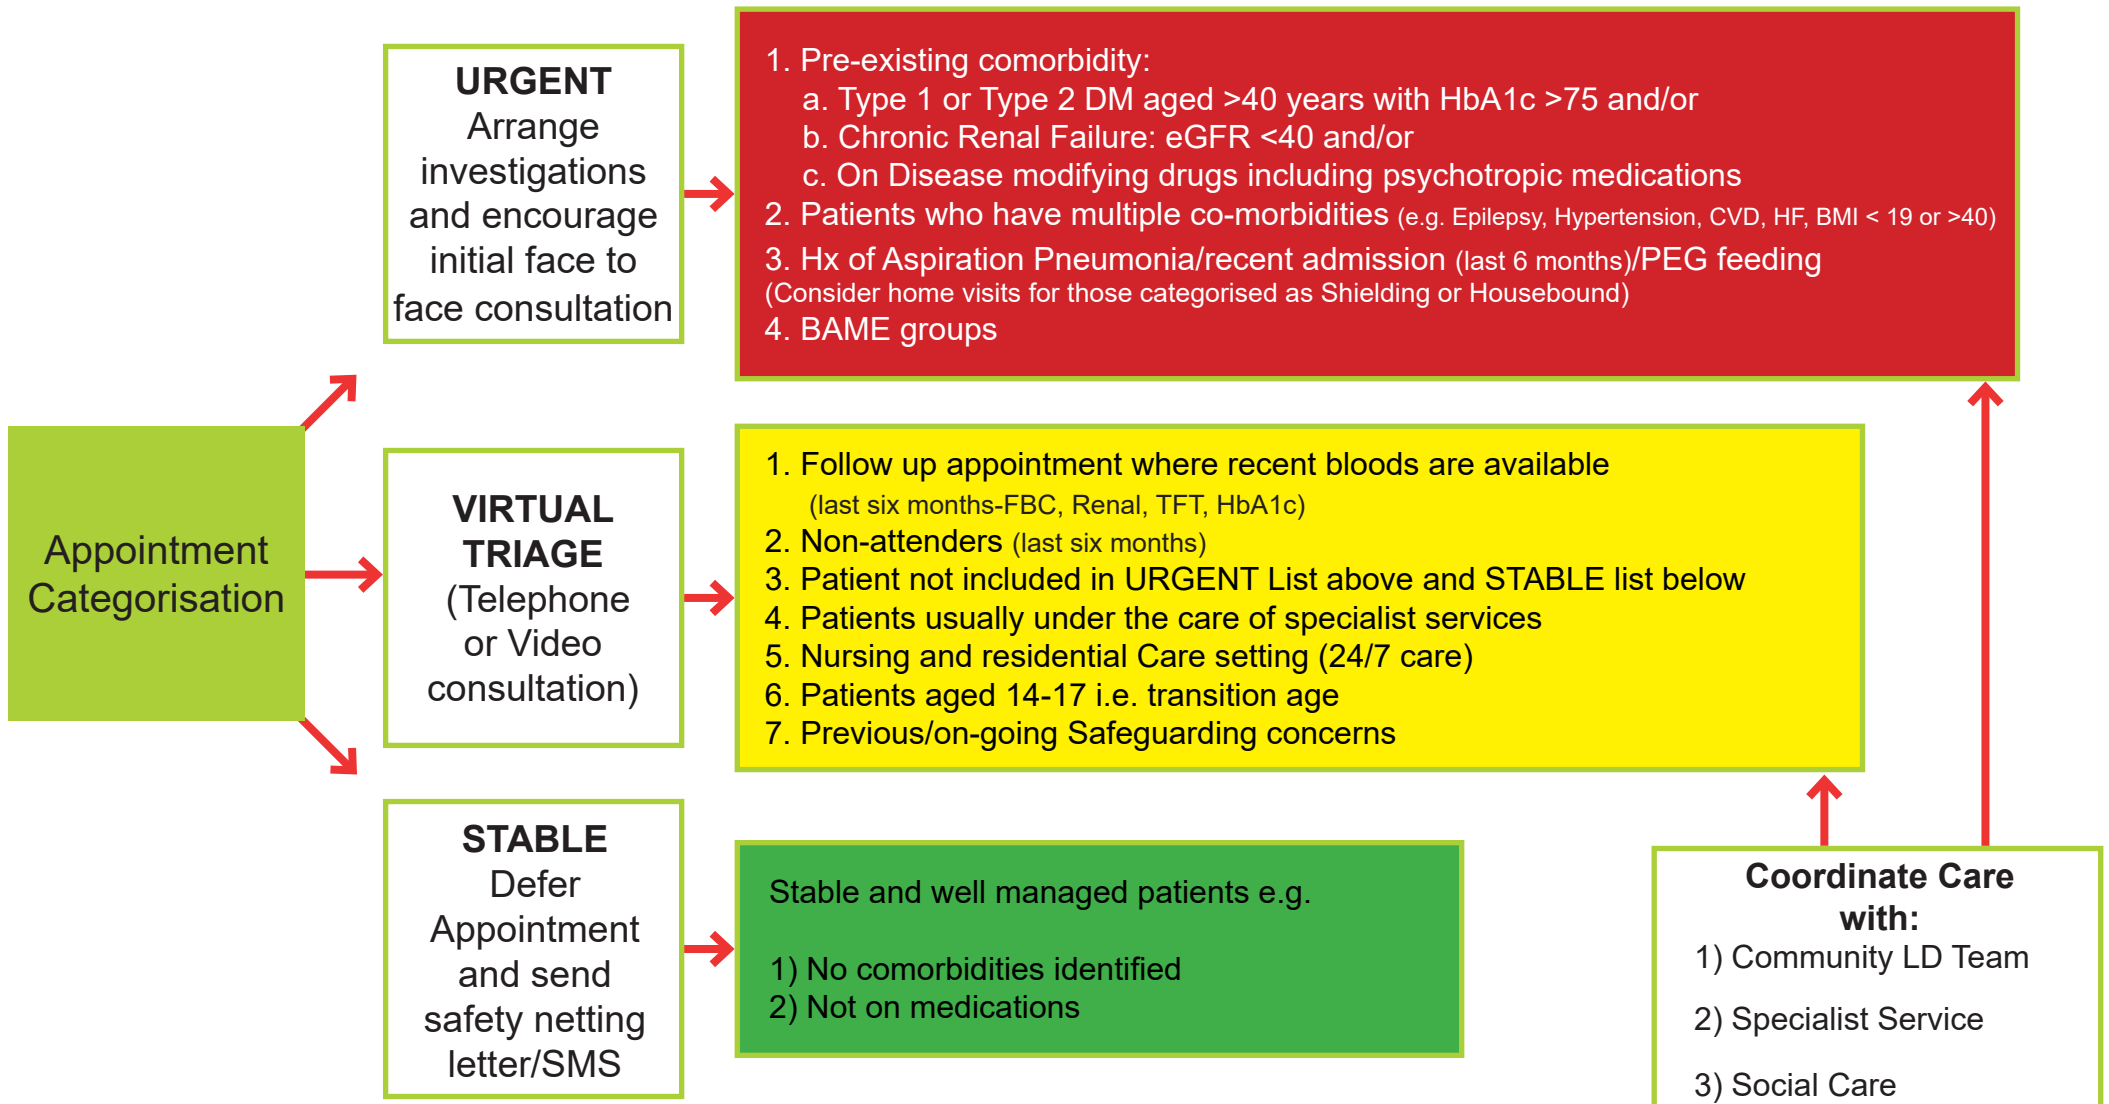 Appointment
Categorisation
URGENT
Arrange
investigations
and encourage
initial face to
face consultation
1. Pre-existing comorbidity:
a. Type 1 or Type 2 DM aged >40 years with HbA1c >75 and/or
b. Chronic Renal Failure: eGFR <40 and/or
c. On Disease modifying drugs including psychotropic medications
2. Patients who have multiple co-morbidities (e.g. Epilepsy, Hypertension, CVD, HF, BMI < 19 or >40)
3. Hx of Aspiration Pneumonia/recent admission (last 6 months)/PEG feeding
(Consider home visits for those categorised as Shielding or Housebound)
4. BAME groups
VIRTUAL
TRIAGE
(Telephone
or Video
consultation)
1. Follow up appointment where recent bloods are available
(last six months-FBC, Renal, TFT, HbA1c)
2. Non-attenders (last six months)
3. Patient not included in URGENT List above and STABLE list below
4. Patients usually under the care of specialist services
5. Nursing and residential Care setting (24/7 care)
6. Patients aged 14-17 i.e. transition age
7. Previous/on-going Safeguarding concerns
STABLE
Defer
Appointment
and send
safety netting
letter/SMS
Stable and well managed patients e.g.
1) No comorbidities identified
2) Not on medications
Coordinate Care
with:
1) Community LD Team
2) Specialist Service
3) Social Care